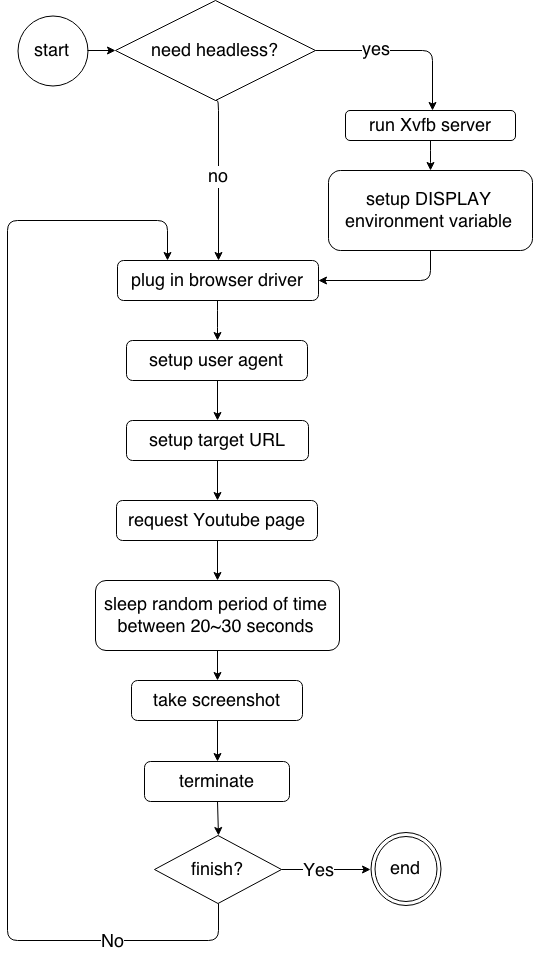 start
need headless?
yes
run Xvfb server
no
setup DISPLAY
environment variable
plug in browser driver
setup user agent
setup target URL
request Youtube page
sleep random period of time
between 20~30 seconds
take screenshot
terminate
finish?
Yes
end
No